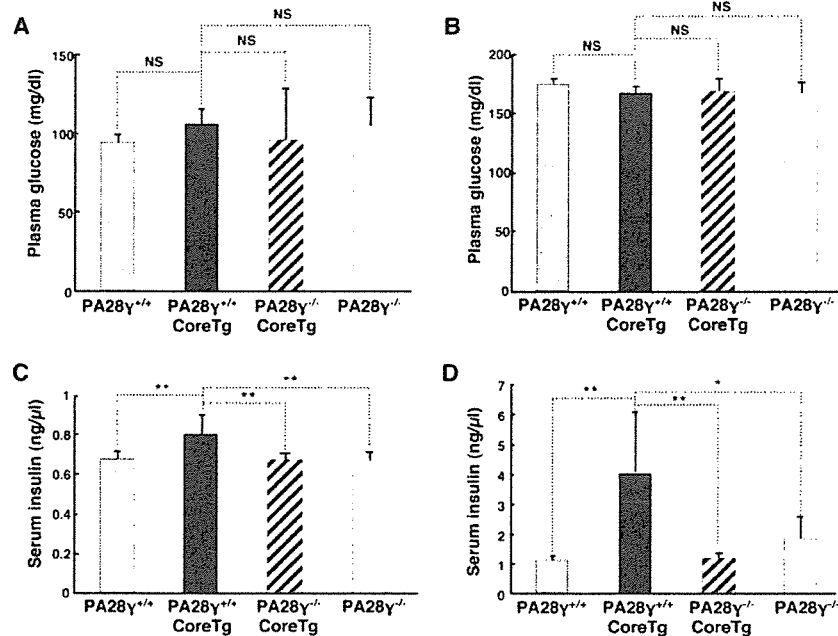 A
NS
NS
NS
Plasma glucose (mg/dl)
150
100
50
0
PA28γ+/+
PA28γ+/+
CoreTg
PA28γ-/-
CoreTg
PA28γ-/-
B
NS
NS
NS
Plasma glucose (mg/dl)
200
150
100
50
0
PA28γ+/+
PA28γ+/+
CoreTg
PA28γ-/-
CoreTg
PA28γ-/-
C
**
**
**
Serum insulin (ng/μl)
1
0.8
0.6
0.4
0.2
0
PA28γ+/+
PA28γ+/+
CoreTg
PA28γ-/-
CoreTg
PA28γ-/-
D
**
*
**
Serum insulin (ng/μl)
7
6
5
4
3
2
1
0
PA28γ+/+
PA28γ+/+
CoreTg
PA28γ-/-
CoreTg
PA28γ-/-